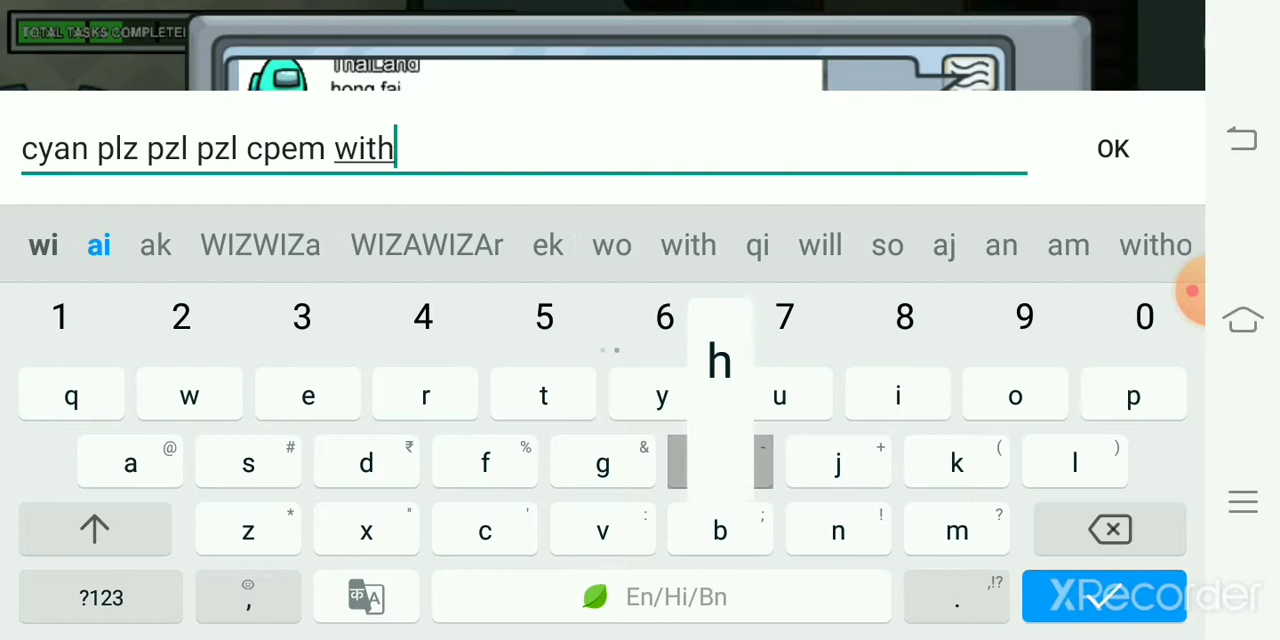 TOTAL TASKS COMPLETE
ThaiLand
hong fai
cyan plz pzl pzl cpem with
OK
wi ai ak WIZWIZa WIZAWIZAr ek wo with qi will so aj an am witho
1 2 3 4 5 6 7 8 9 0
h
q w e r t y u i o p
@ # ₹ % & - + ( )
a s d f g j k l
* " ' : ; ! ?
z x c v b n m
?123 , क A En/Hi/Bn . ,!?
XRecorder